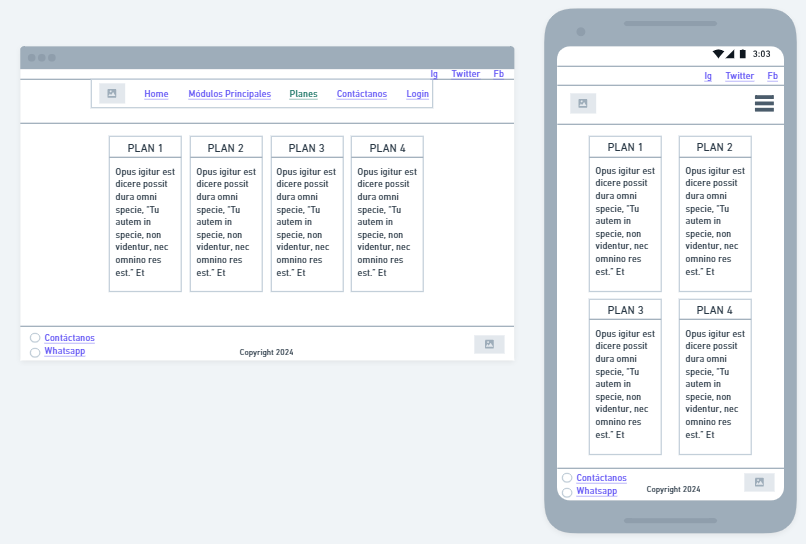 Ig Twitter Fb
Home Módulos Principales Planes Contáctanos Login
PLAN 1
Opus igitur est
dicere possit
dura omni
specie, "Tu
autem in
specie, non
videntur, nec
omnino res
est." Et
PLAN 2
Opus igitur est
dicere possit
dura omni
specie, "Tu
autem in
specie, non
videntur, nec
omnino res
est." Et
PLAN 3
Opus igitur est
dicere possit
dura omni
specie, "Tu
autem in
specie, non
videntur, nec
omnino res
est." Et
PLAN 4
Opus igitur est
dicere possit
dura omni
specie, "Tu
autem in
specie, non
videntur, nec
omnino res
est." Et
Contáctanos
Whatsapp
Copyright 2024
3:03
Ig Twitter Fb
PLAN 1
Opus igitur est
dicere possit
dura omni
specie, "Tu
autem in
specie, non
videntur, nec
omnino res
est." Et
PLAN 2
Opus igitur est
dicere possit
dura omni
specie, "Tu
autem in
specie, non
videntur, nec
omnino res
est." Et
PLAN 3
Opus igitur est
dicere possit
dura omni
specie, "Tu
autem in
specie, non
videntur, nec
omnino res
est." Et
PLAN 4
Opus igitur est
dicere possit
dura omni
specie, "Tu
autem in
specie, non
videntur, nec
omnino res
est." Et
Contáctanos
Whatsapp
Copyright 2024